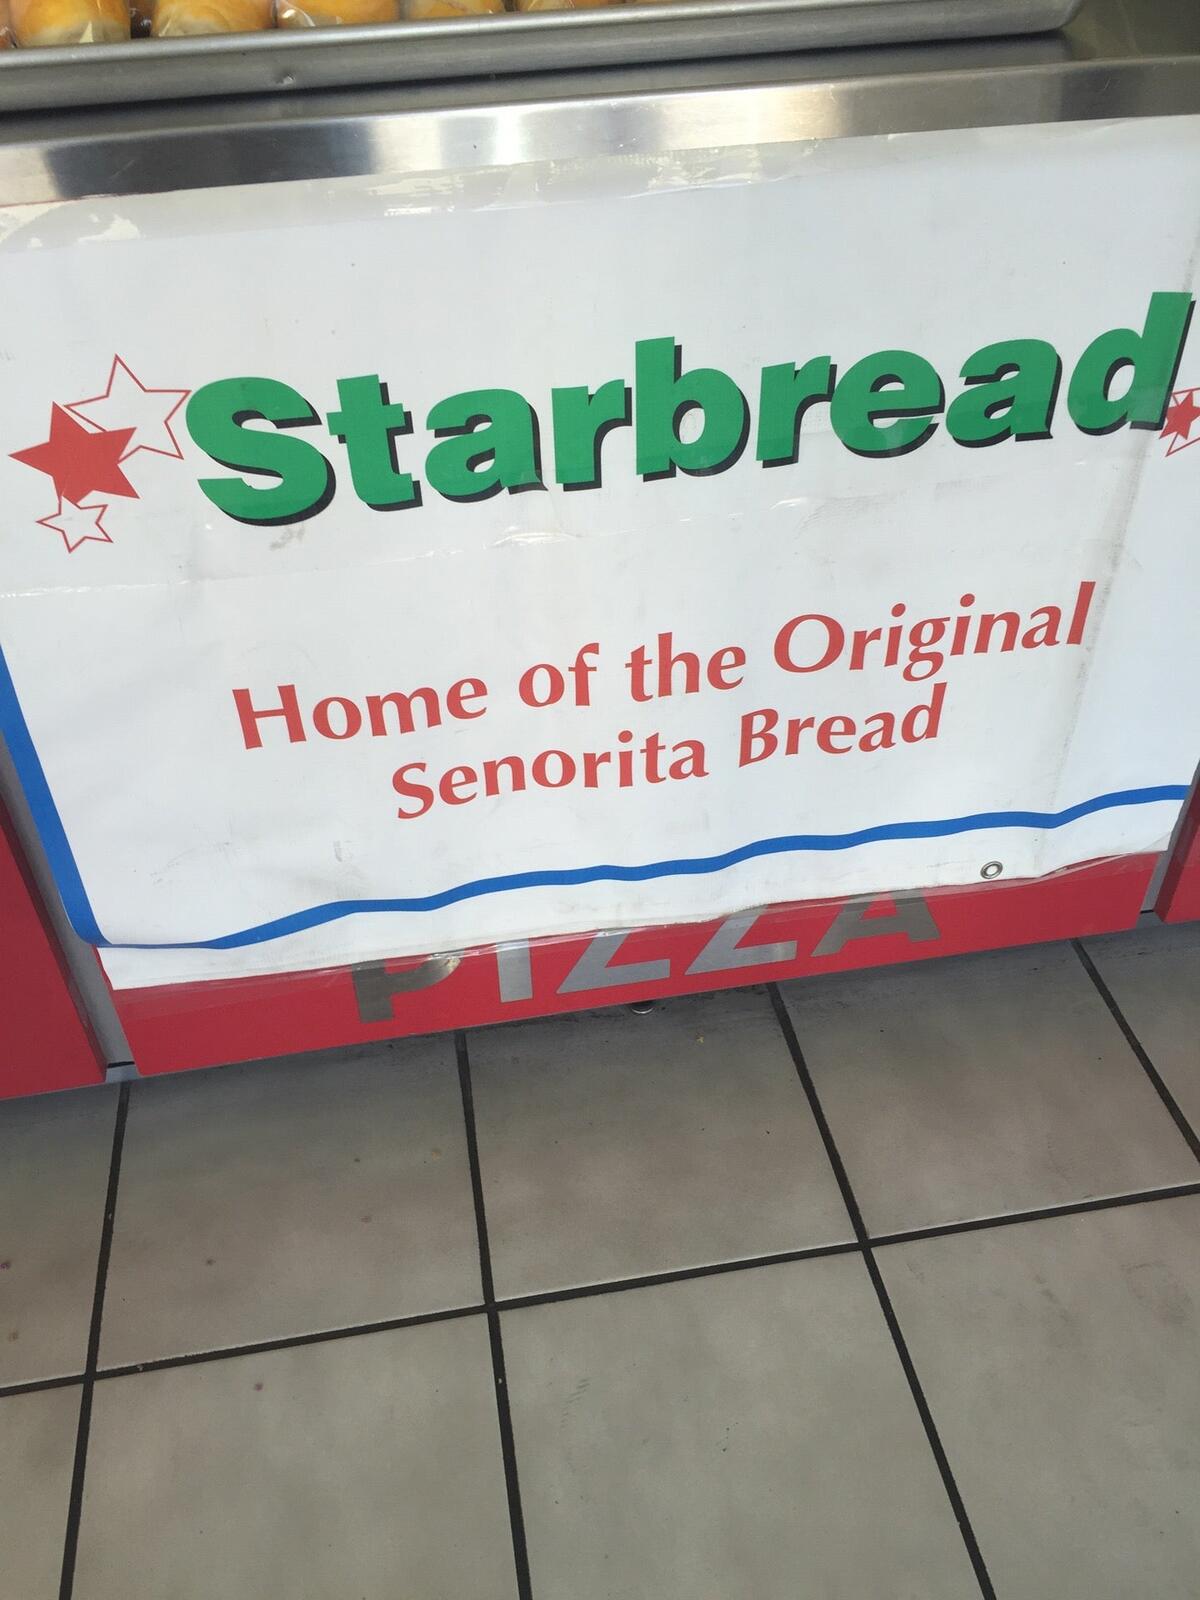 Starbread
Home of the Original
Senorita Bread
PIZZA